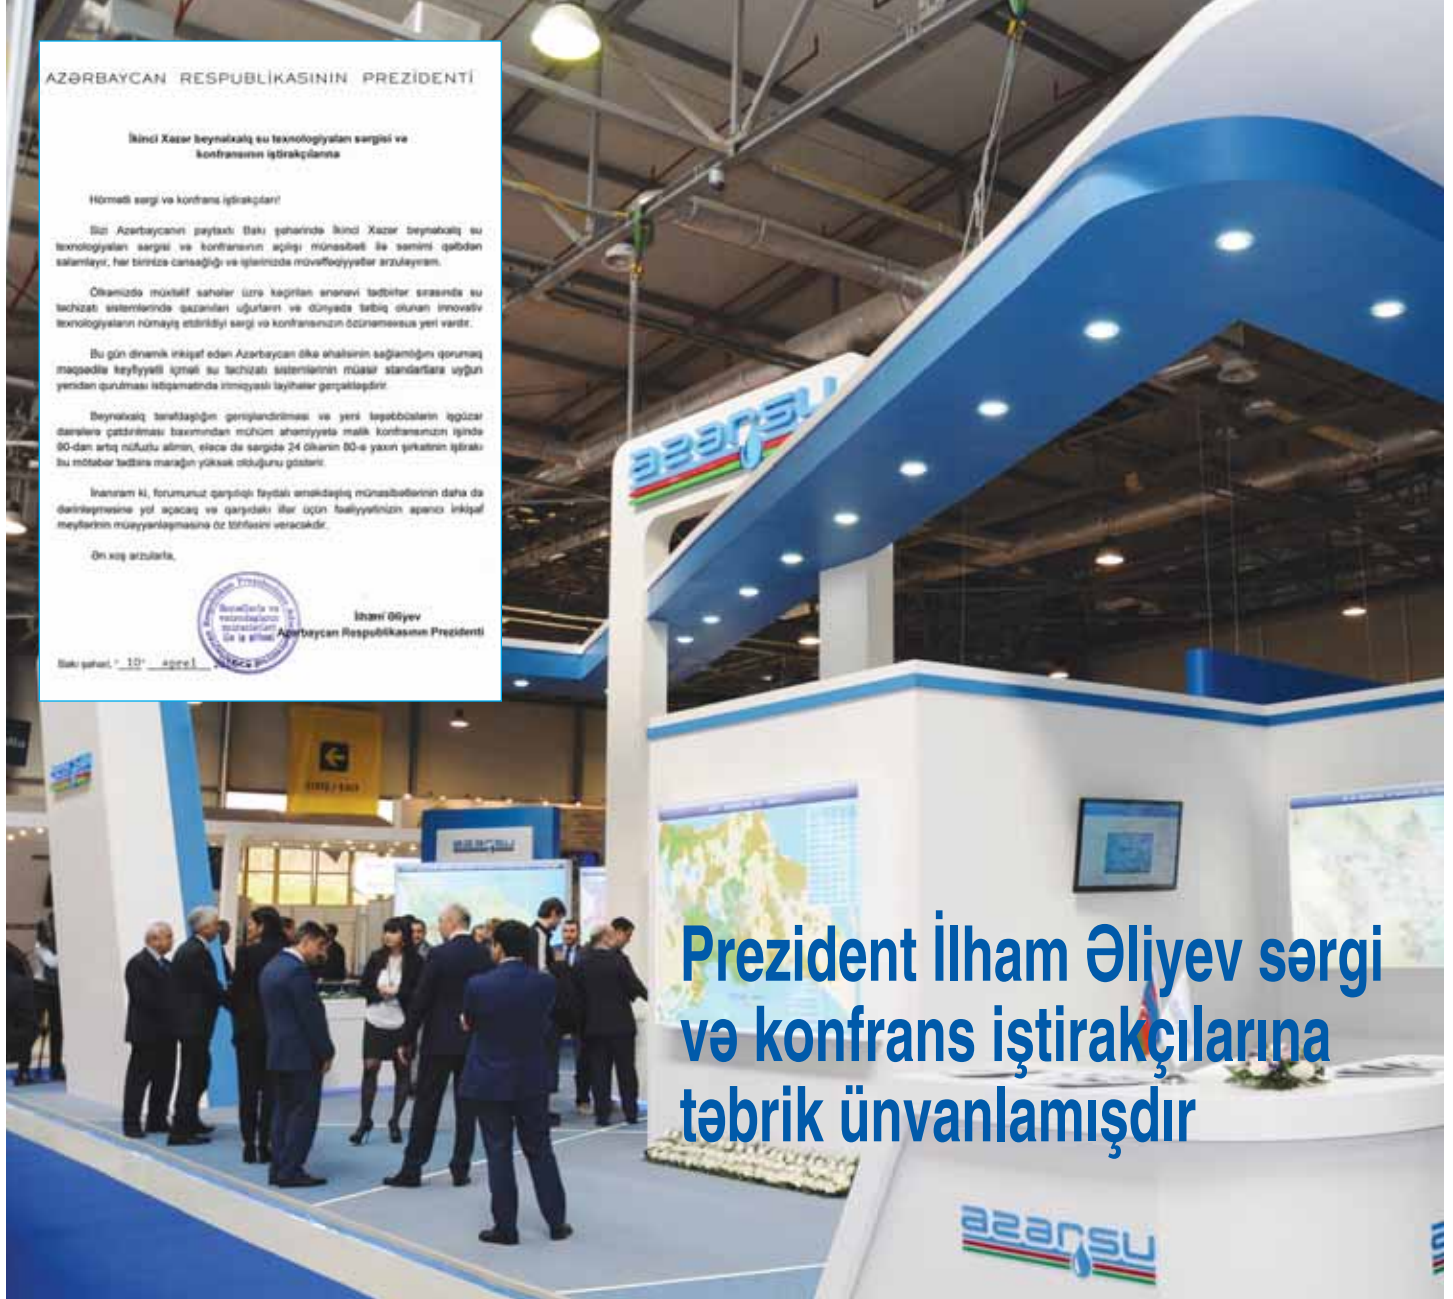 AZƏRBAYCAN RESPUBLİKASININ PREZİDENTİ
İkinci Xəzər beynəlxalq su texnologiyaları sərgisi və
konfransının iştirakçılarına
Hörmətli sərgi və konfrans iştirakçıları!
Sizi Azərbaycanın paytaxtı Bakı şəhərində İkinci Xəzər beynəlxalq su
texnologiyaları sərgisi və konfransının açılışı münasibəti ilə səmimi qəlbdən
salamlayır, hər birinizə cansağlığı və işlərinizdə müvəffəqiyyətlər arzulayıram.
Ölkəmizdə müxtəlif sahələr üzrə keçirilən ənənəvi tədbirlər sırasında su
təchizatı sistemlərində qazanılan uğurların və dünyada tətbiq olunan innovativ
texnologiyaların nümayiş etdirildiyi sərgi və konfransınızın özünəməxsus yeri vardır.
Bu gün dinamik inkişaf edən Azərbaycan ölkə əhalisinin sağlamlığını qorumaq
məqsədilə keyfiyyətli içməli su təchizatı sistemlərinin müasir standartlara uyğun
yenidən qurulması istiqamətində irimiqyaslı layihələr gerçəkləşdirir.
Beynəlxalq tərəfdaşlığın genişləndirilməsi və yeni təşəbbüslərin işgüzar
dairələrə çatdırılması baxımından mühüm əhəmiyyətə malik konfransınızın işində
90-dan artıq nüfuzlu alimin, eləcə də sərgidə 24 ölkənin 80-ə yaxın şirkətinin iştirakı
bu mötəbər tədbirə marağın yüksək olduğunu göstərir.
İnanıram ki, forumunuz qarşılıqlı faydalı əməkdaşlıq münasibətlərinin daha da
dərinləşməsinə yol açacaq və qarşıdakı illər üçün fəaliyyətinizin aparıcı inkişaf
meyllərinin müəyyənləşməsinə öz töhfəsini verəcəkdir.
Ən xoş arzularla,
İlham Əliyev
Azərbaycan Respublikasının Prezidenti
Bakı şəhəri, "10" aprel
azərsu
azərsu
azərsu
Prezident İlham Əliyev sərgi
və konfrans iştirakçılarına
təbrik ünvanlamışdır
azərsu